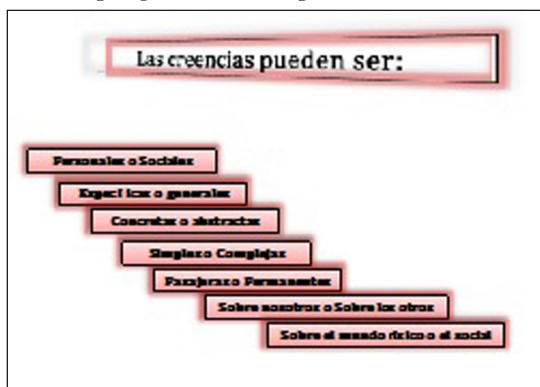 Las creencias pueden ser:
Personales o Sociales
Específicas o generales
Concretas o abstractas
Simples o Complejas
Pasajeras o Permanentes
Sobre nosotros o Sobre los otros
Sobre el mundo físico o el social